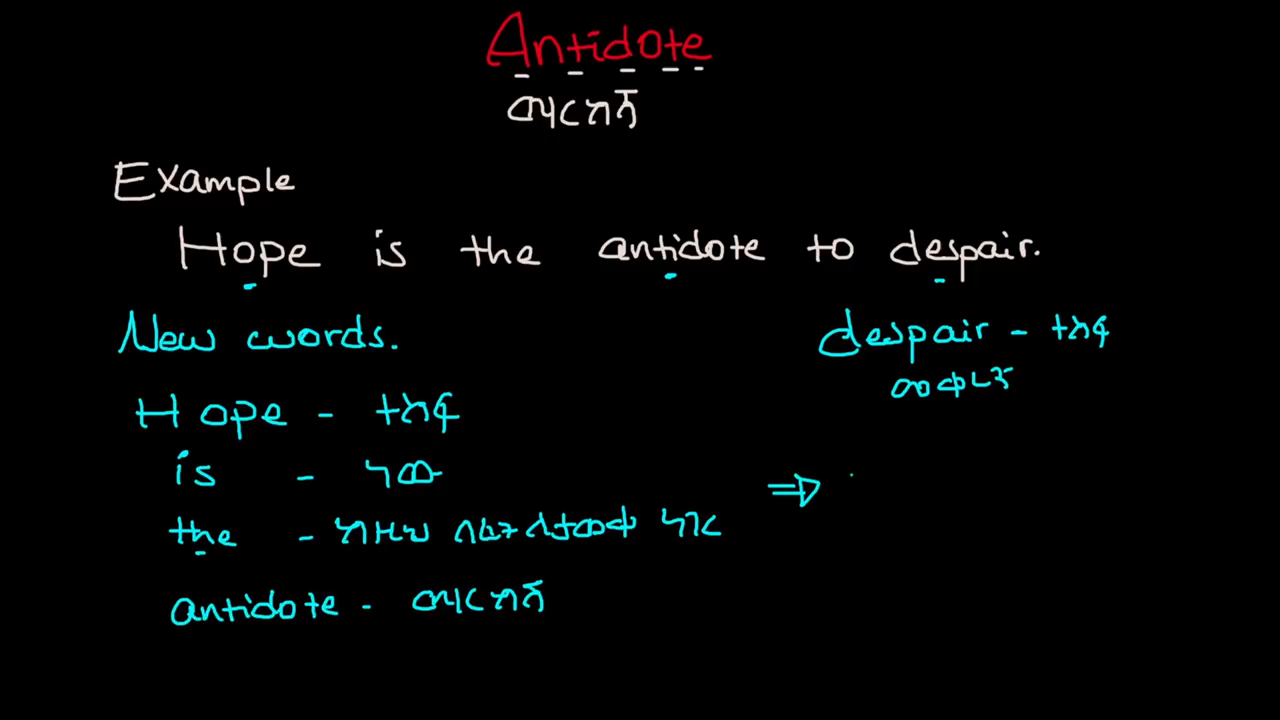 Antidote
ማርከሻ
Example
Hope is the antidote to despair.
New words.
Hope - ተስፋ
is - ነው
the - ነገር
antidote - ማርከሻ
despair - ተስፋ
መቁረጥ
⇒